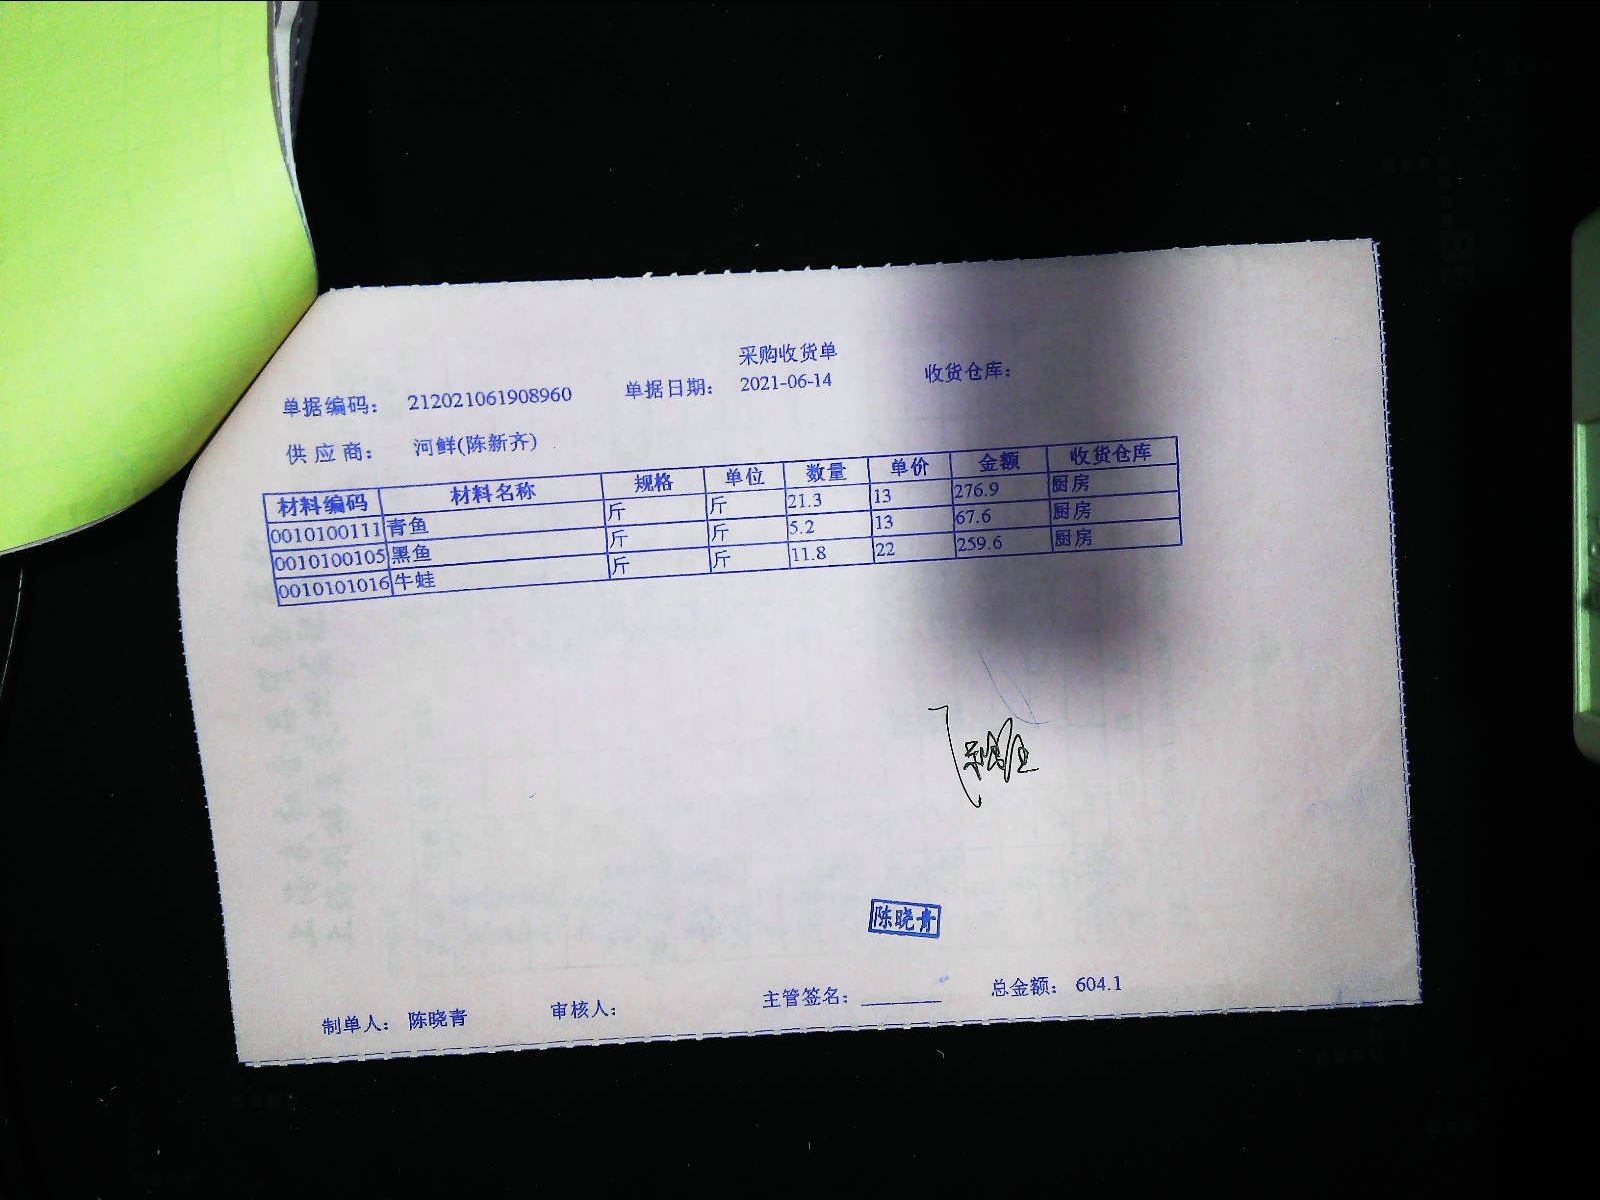 采购收货单
单据编码： 212021061908960 单据日期： 2021-06-14 收货仓库：
供应商： 河鲜(陈新齐)
材料编码 材料名称 规格 单位 数量 单价 金额 收货仓库
0010100111 青鱼 斤 斤 21.3 13 276.9 厨房
0010100105 黑鱼 斤 斤 5.2 13 67.6 厨房
0010101016 牛蛙 斤 斤 11.8 22 259.6 厨房
陈晓青
制单人： 陈晓青 审核人： 主管签名： 总金额： 604.1